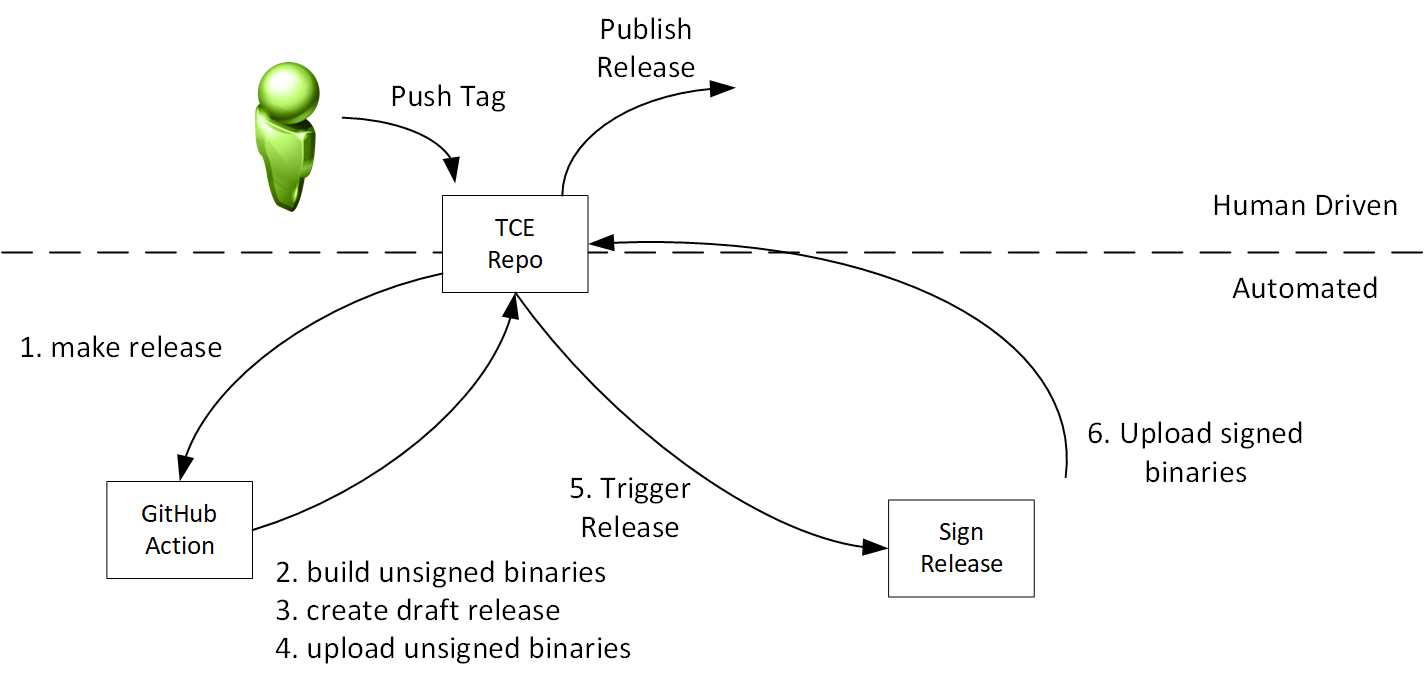 Publish
Release
Push Tag
Human Driven
TCE
Repo
Automated
1. make release
6. Upload signed
binaries
5. Trigger
Release
GitHub
Action
Sign
Release
2. build unsigned binaries
3. create draft release
4. upload unsigned binaries